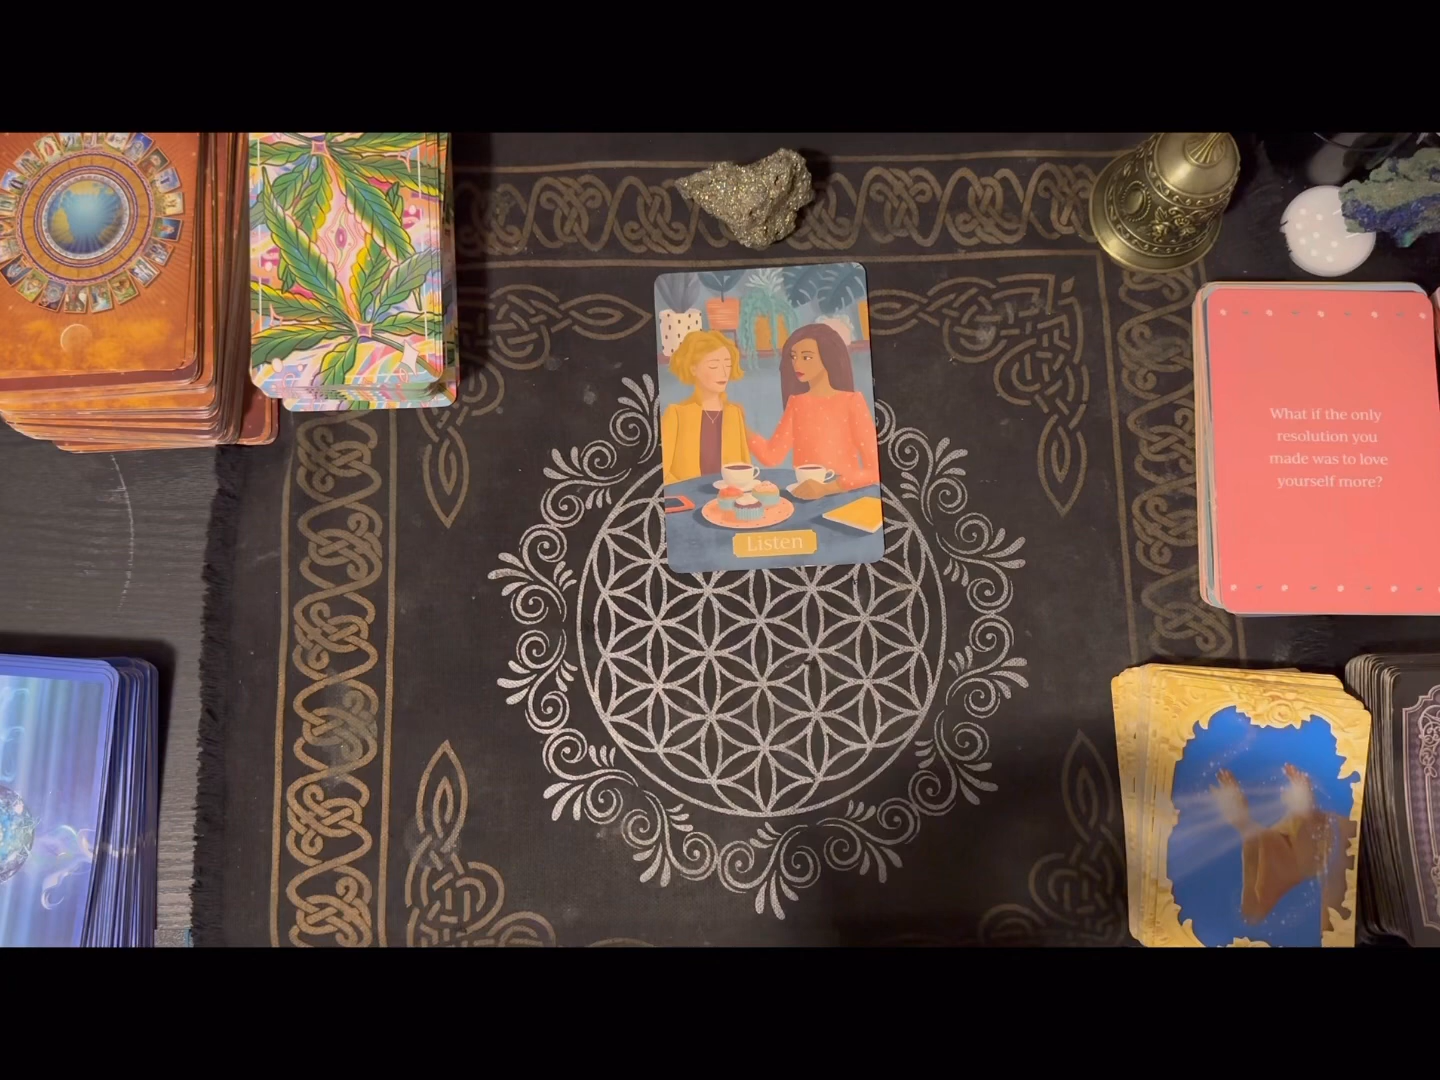 Listen
What if the only
resolution you
made was to love
yourself more?